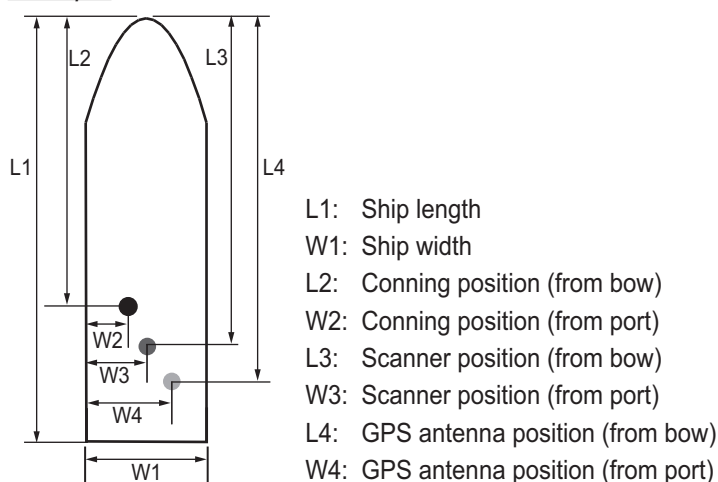 L2
L3
L1
L4
W2
W3
W4
W1
L1: Ship length
W1: Ship width
L2: Conning position (from bow)
W2: Conning position (from port)
L3: Scanner position (from bow)
W3: Scanner position (from port)
L4: GPS antenna position (from bow)
W4: GPS antenna position (from port)